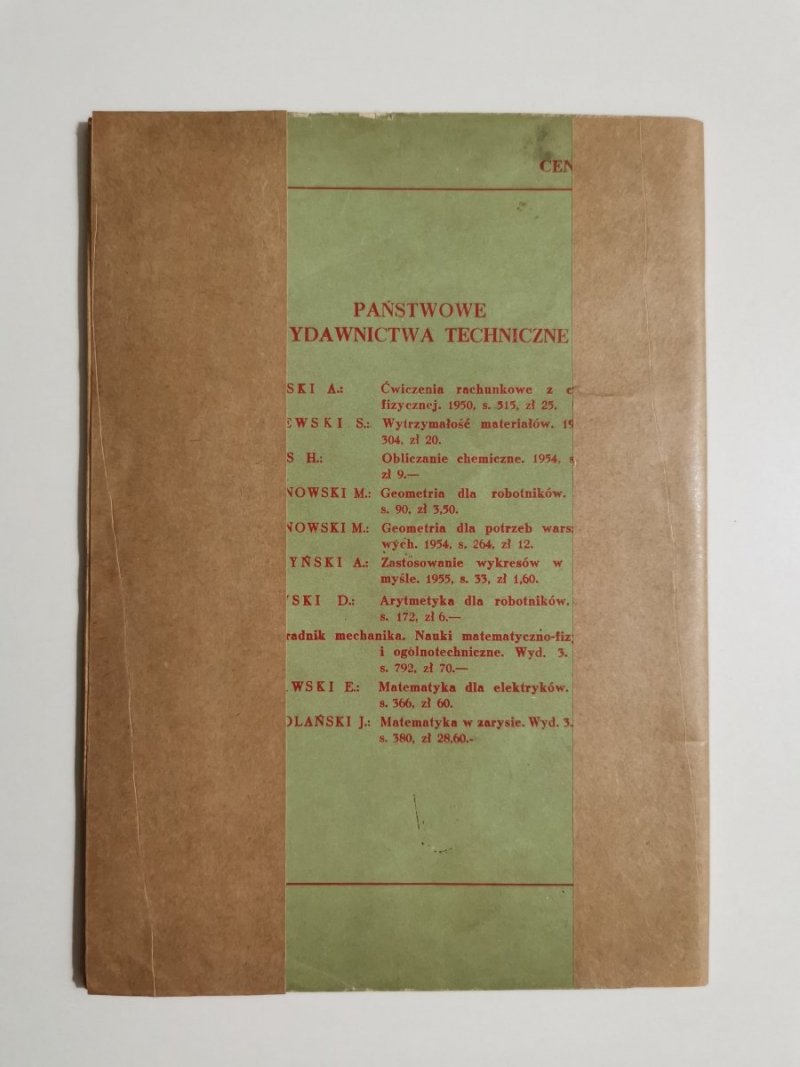 CEN
PAŃSTWOWE
YDAWNICTWA TECHNICZNE
SKI A.: Ćwiczenia rachunkowe z c
fizycznej. 1950, s. 315, zł 25.
EWSKI S.: Wytrzymałość materiałów. 19
304, zł 20.
S H.: Obliczanie chemiczne. 1954, s
zł 9.—
NOWSKI M.: Geometria dla robotników.
s. 90, zł 3,50.
NOWSKI M.: Geometria dla potrzeb wars
wych. 1954, s. 264, zł 12.
YŃSKI A.: Zastosowanie wykresów w
myśle. 1955, s. 33, zł 1,60.
SKI D.: Arytmetyka dla robotników.
s. 172, zł 6.—
radnik mechanika. Nauki matematyczno-fiz
i ogólnotechniczne. Wyd. 3.
s. 792, zł 70.—
WSKI E.: Matematyka dla elektryków.
s. 366, zł 60.
OLAŃSKI J.: Matematyka w zarysie. Wyd. 3.
s. 380, zł 28,60.-